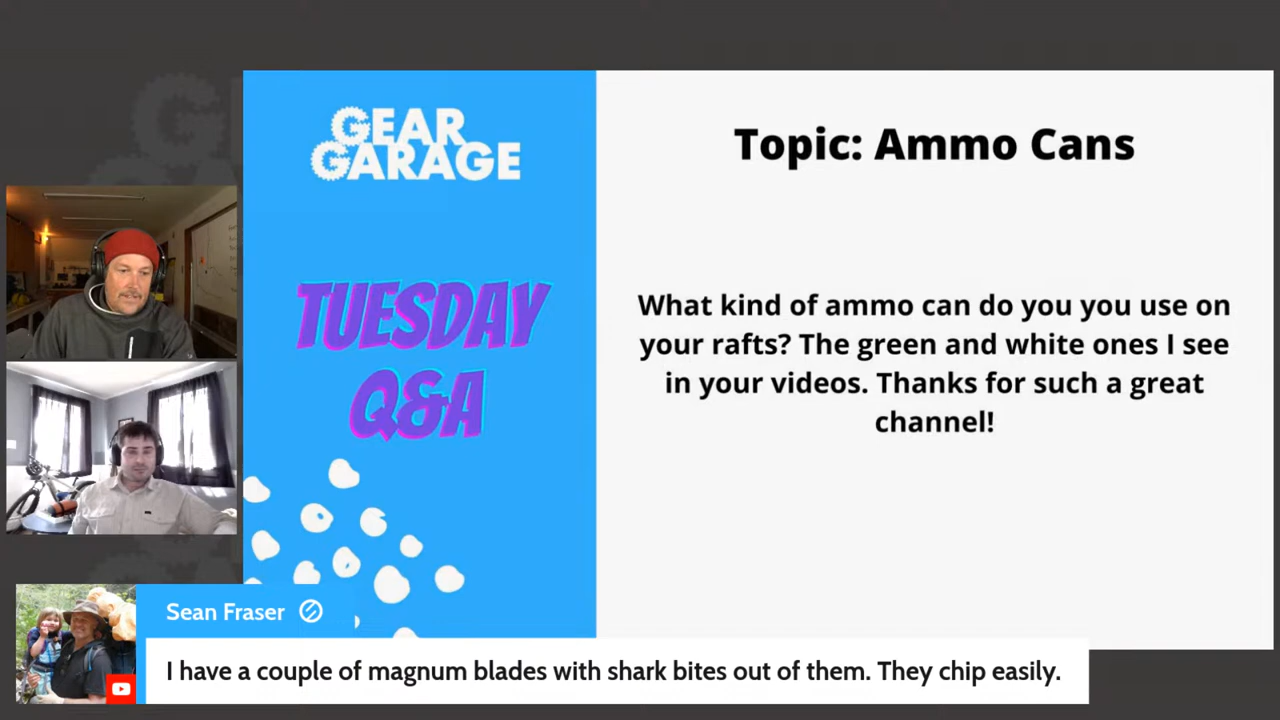 GEAR
GARAGE
TUESDAY
Q&A
Topic: Ammo Cans
What kind of ammo can do you you use on
your rafts? The green and white ones I see
in your videos. Thanks for such a great
channel!
Sean Fraser
I have a couple of magnum blades with shark bites out of them. They chip easily.